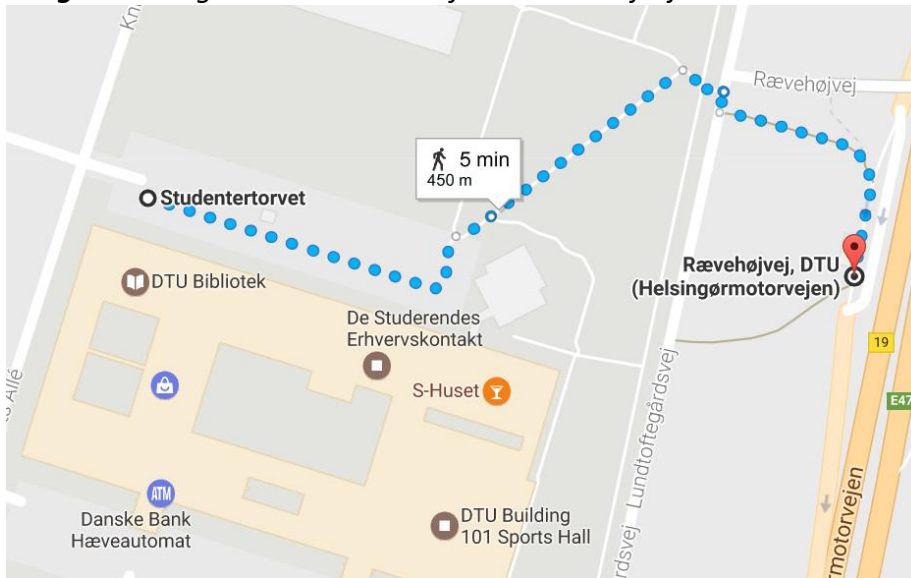 Rævehøjvej
5 min
450 m
Studentertorvet
Rævehøjvej, DTU
(Helsingørmotorvejen)
DTU Bibliotek
De Studerendes
Erhvervskontakt
19
S-Huset
E47
Lundtoftegårdsvej
ATM
Danske Bank
Hæveautomat
DTU Building
101 Sports Hall